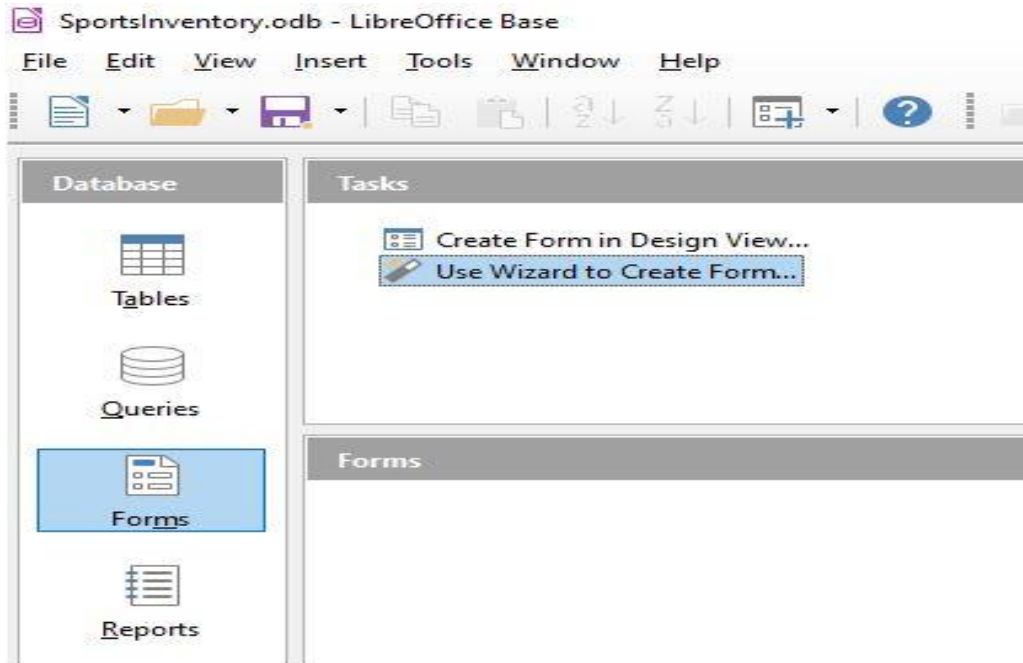 SportsInventory.odb - LibreOffice Base
File Edit View Insert Tools Window Help
Database
Tables
Queries
Forms
Reports
Tasks
Create Form in Design View...
Use Wizard to Create Form...
Forms